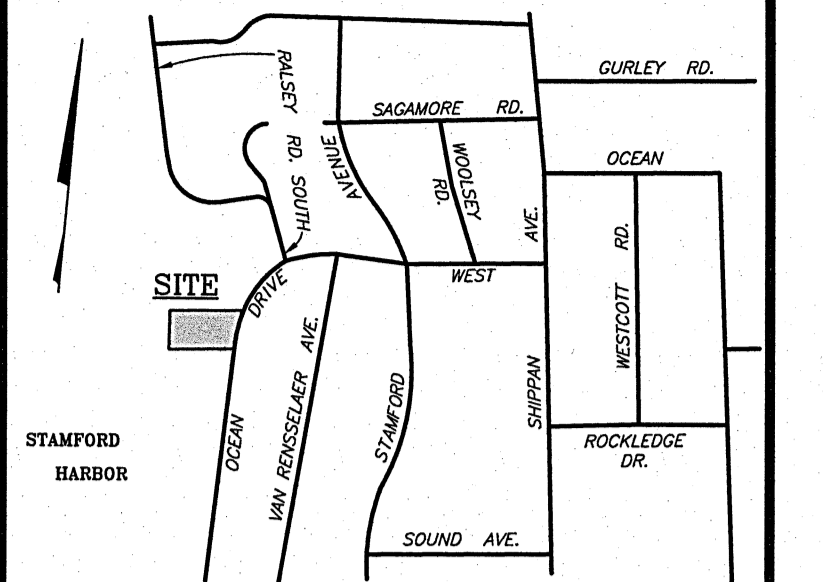 GURLEY RD.
RALSEY RD. SOUTH
SAGAMORE RD.
AVENUE
WOOLSEY
RD.
OCEAN
AVE.
WESTCOTT RD.
WEST
DRIVE
SITE
VAN RENSSELAER AVE.
OCEAN
STAMFORD
SHIPPAN
STAMFORD
HARBOR
ROCKLEDGE
DR.
SOUND AVE.